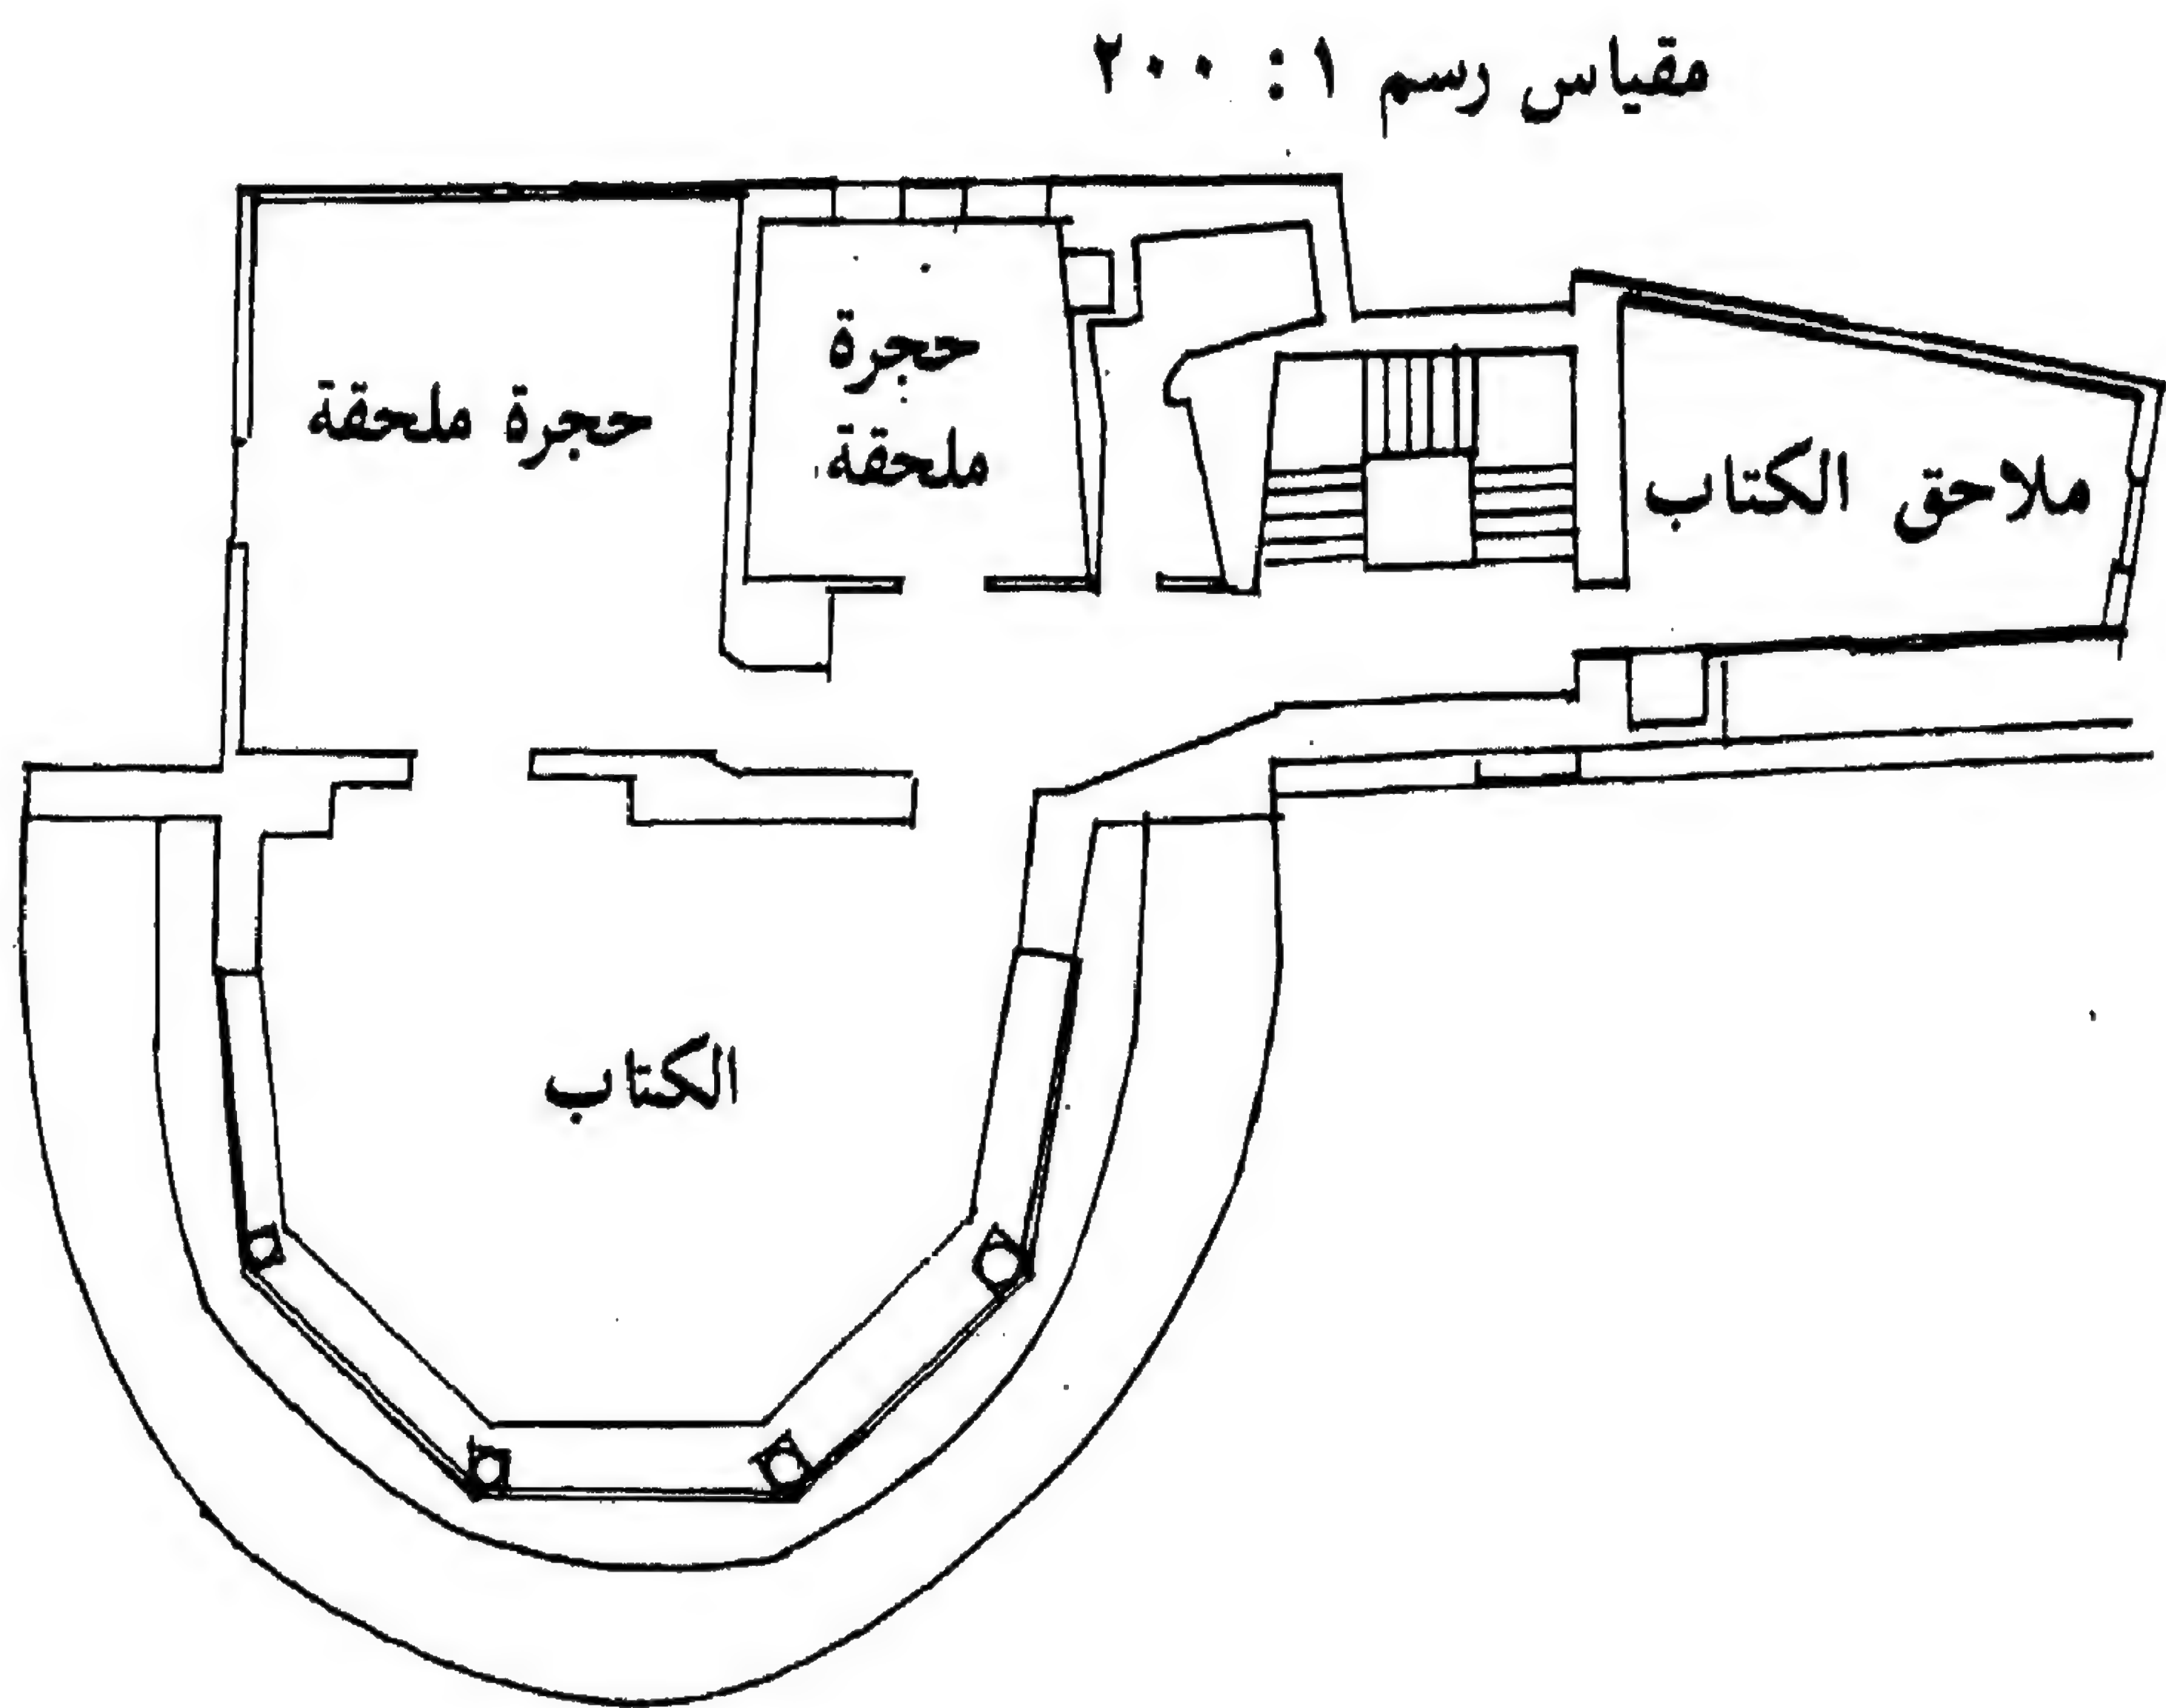 مقياس رسم ١ : ٢٠٠
حجرة
ملحقة
حجرة ملحقة
ملاحق الكتاب
الكتاب